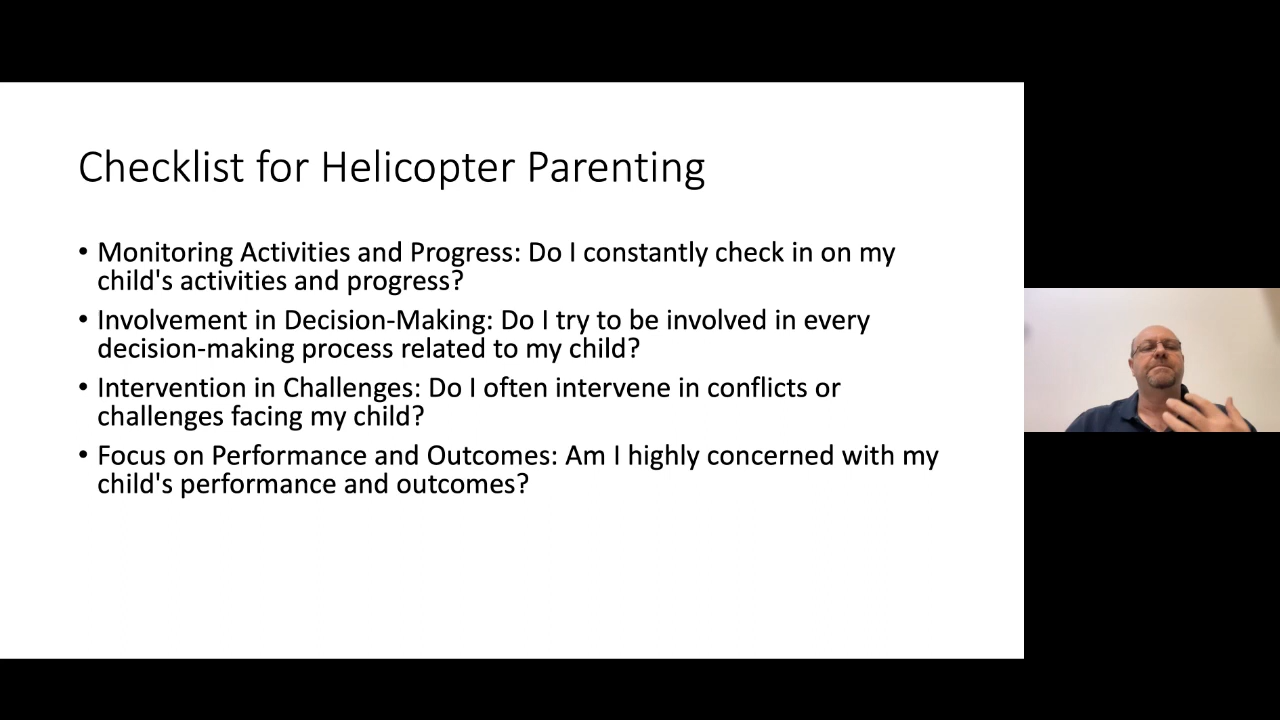 Checklist for Helicopter Parenting
• Monitoring Activities and Progress: Do I constantly check in on my
child's activities and progress?
• Involvement in Decision-Making: Do I try to be involved in every
decision-making process related to my child?
• Intervention in Challenges: Do I often intervene in conflicts or
challenges facing my child?
• Focus on Performance and Outcomes: Am I highly concerned with my
child's performance and outcomes?